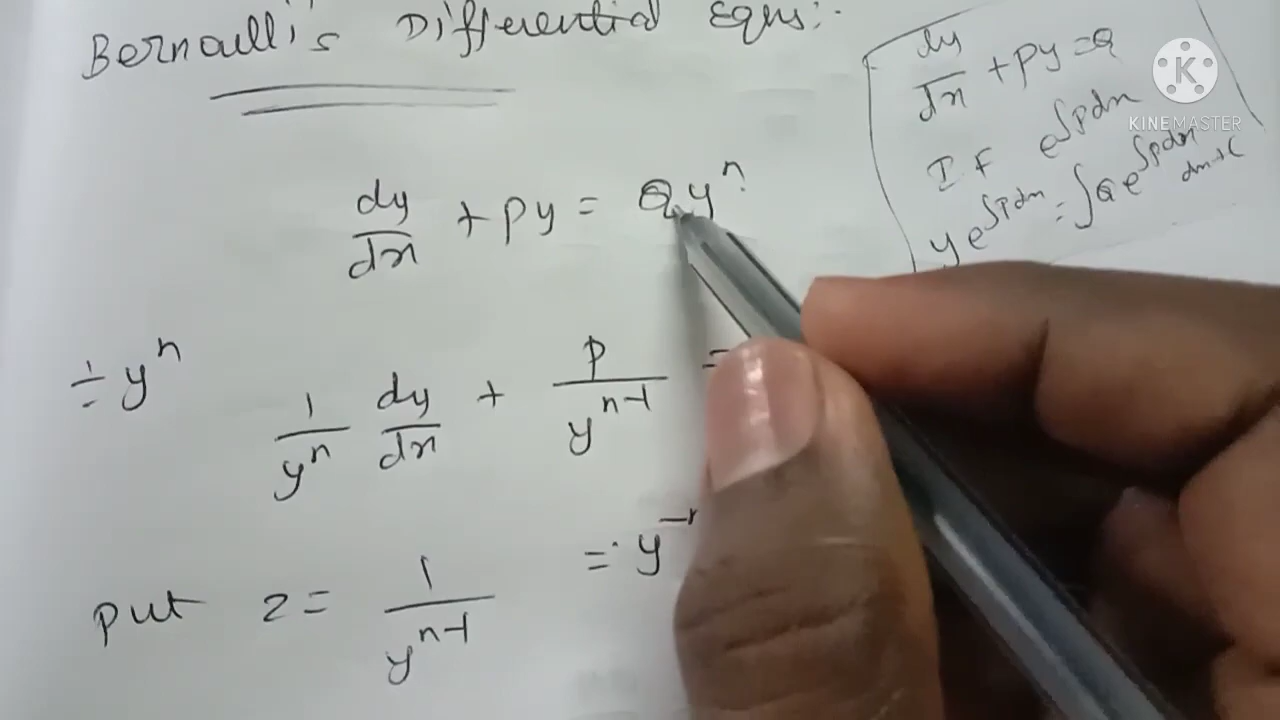 Bernoulli's Differential Eqns:-
dy/dx + py = Qy^n
÷ y^n
1/y^n dy/dx + p/y^(n-1) =
put z = 1/y^(n-1) = y^-n
dy/dx + py = Q
IF e^∫pdx
y e^∫pdx = ∫Q e^∫pdx dx+C
K
KINEMASTER